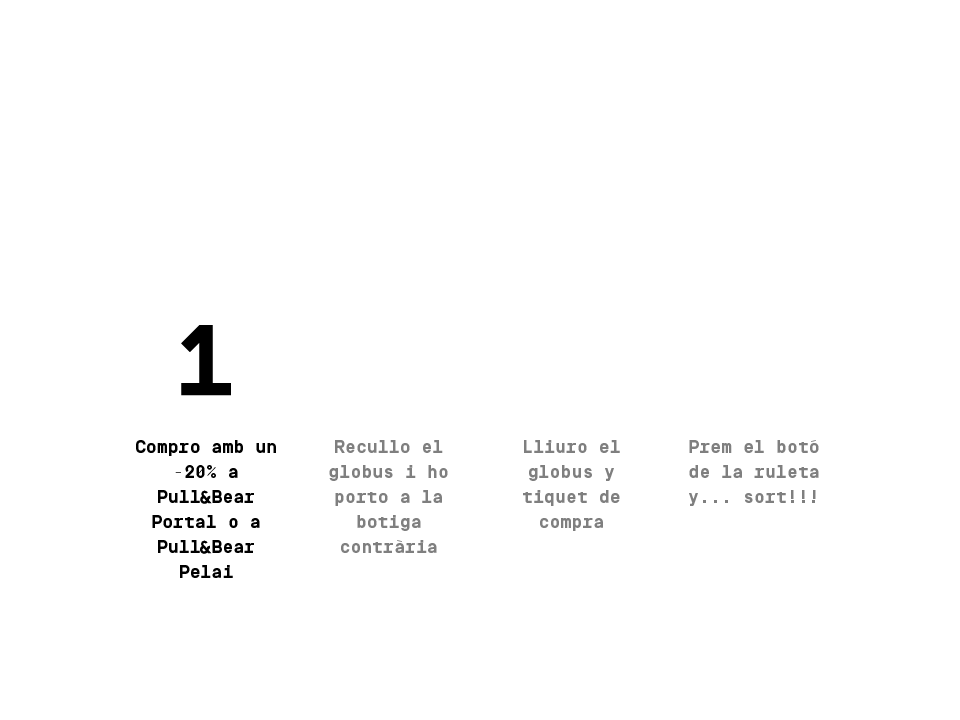 1
Compro amb un
-20% a
Pull&Bear
Portal o a
Pull&Bear
Pelai
Recullo el
globus i ho
porto a la
botiga
contrària
Lliuro el
globus y
tiquet de
compra
Prem el botó
de la ruleta
y... sort!!!